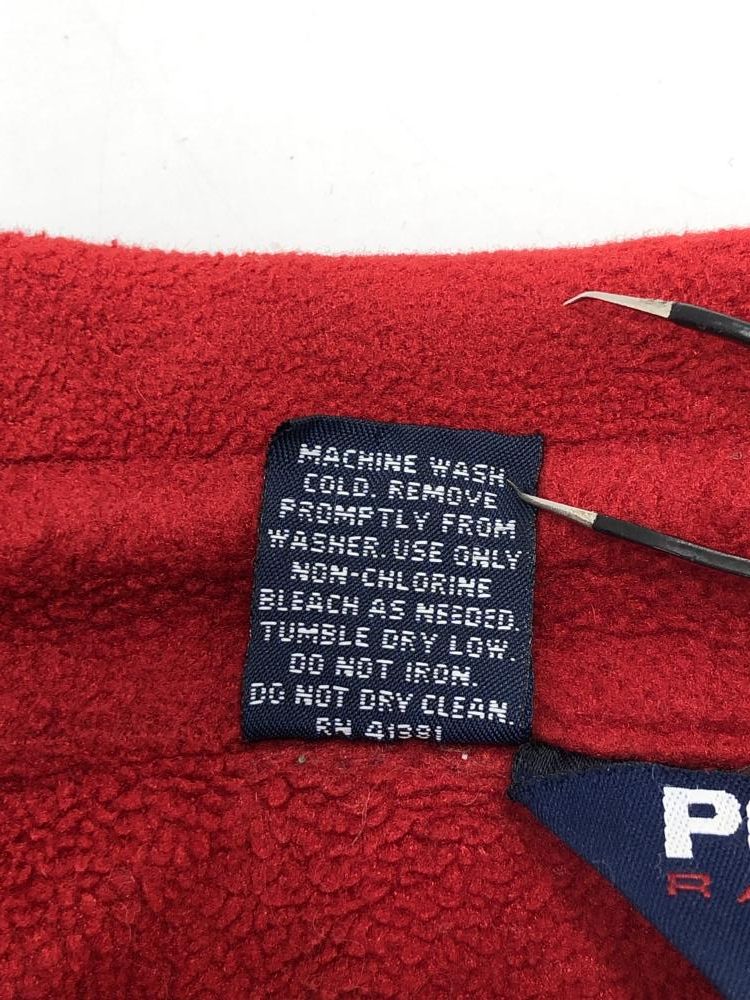 MACHINE WASH
COLD. REMOVE
PROMPTLY FROM
WASHER. USE ONLY
NON-CHLORINE
BLEACH AS NEEDED.
TUMBLE DRY LOW.
DO NOT IRON.
DO NOT DRY CLEAN.
RN 41381